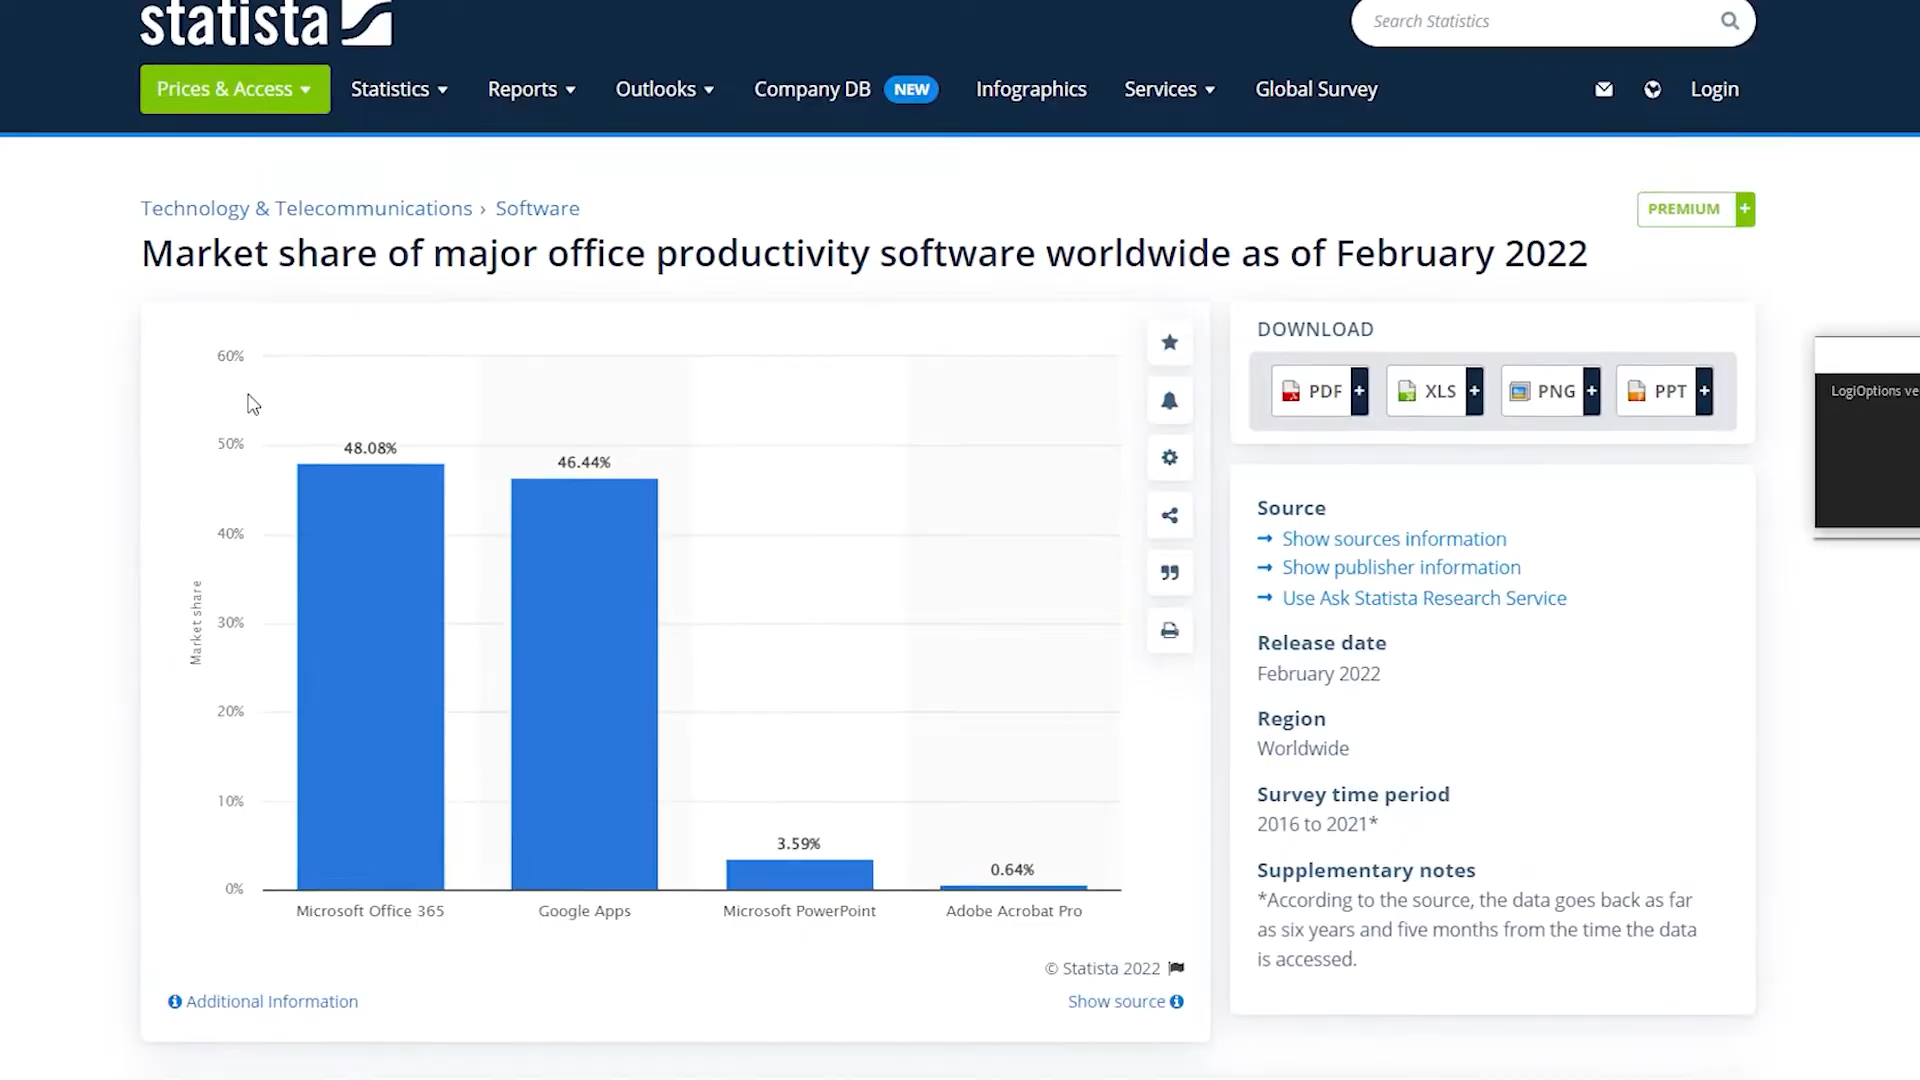 statista
Search Statistics
Prices & Access
Statistics
Reports
Outlooks
Company DB NEW
Infographics
Services
Global Survey
Login
Technology & Telecommunications › Software
PREMIUM +
Market share of major office productivity software worldwide as of February 2022
60%
50%
40%
30%
20%
10%
0%
Market share
48.08%
46.44%
3.59%
0.64%
Microsoft Office 365
Google Apps
Microsoft PowerPoint
Adobe Acrobat Pro
© Statista 2022
Additional Information
Show source
DOWNLOAD
PDF +
XLS +
PNG +
PPT +
Source
→ Show sources information
→ Show publisher information
→ Use Ask Statista Research Service
Release date
February 2022
Region
Worldwide
Survey time period
2016 to 2021*
Supplementary notes
*According to the source, the data goes back as far
as six years and five months from the time the data
is accessed.
LogiOptions ve